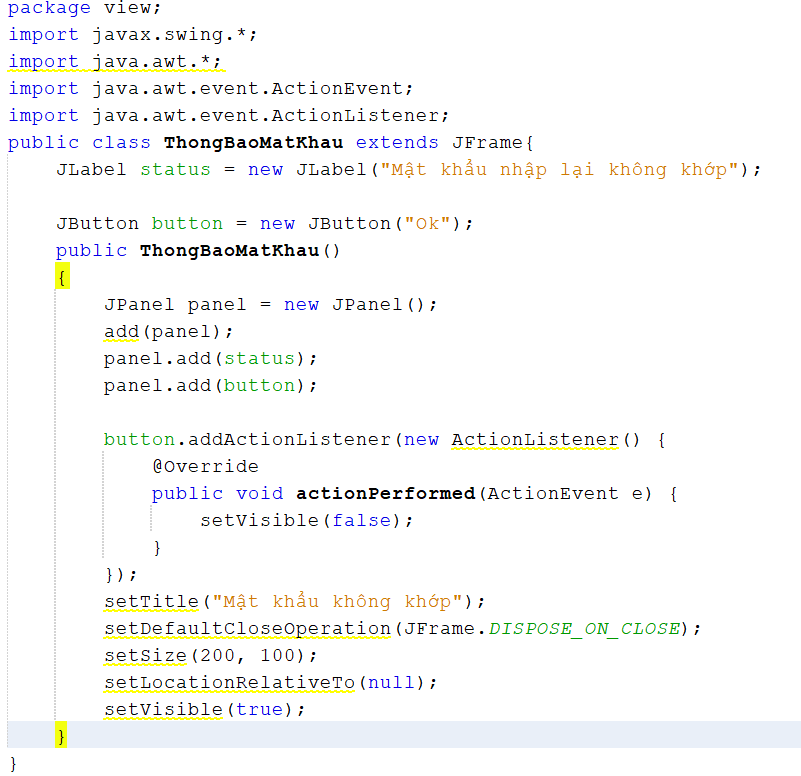 package view;
import javax.swing.*;
import java.awt.*;
import java.awt.event.ActionEvent;
import java.awt.event.ActionListener;
public class ThongBaoMatKhau extends JFrame{
    JLabel status = new JLabel("Mật khẩu nhập lại không khớp");

    JButton button = new JButton("Ok");
    public ThongBaoMatKhau()
    {
        JPanel panel = new JPanel();
        add(panel);
        panel.add(status);
        panel.add(button);

        button.addActionListener(new ActionListener() {
            @Override
            public void actionPerformed(ActionEvent e) {
                setVisible(false);
            }
        });
        setTitle("Mật khẩu không khớp");
        setDefaultCloseOperation(JFrame.DISPOSE_ON_CLOSE);
        setSize(200, 100);
        setLocationRelativeTo(null);
        setVisible(true);
    }
}